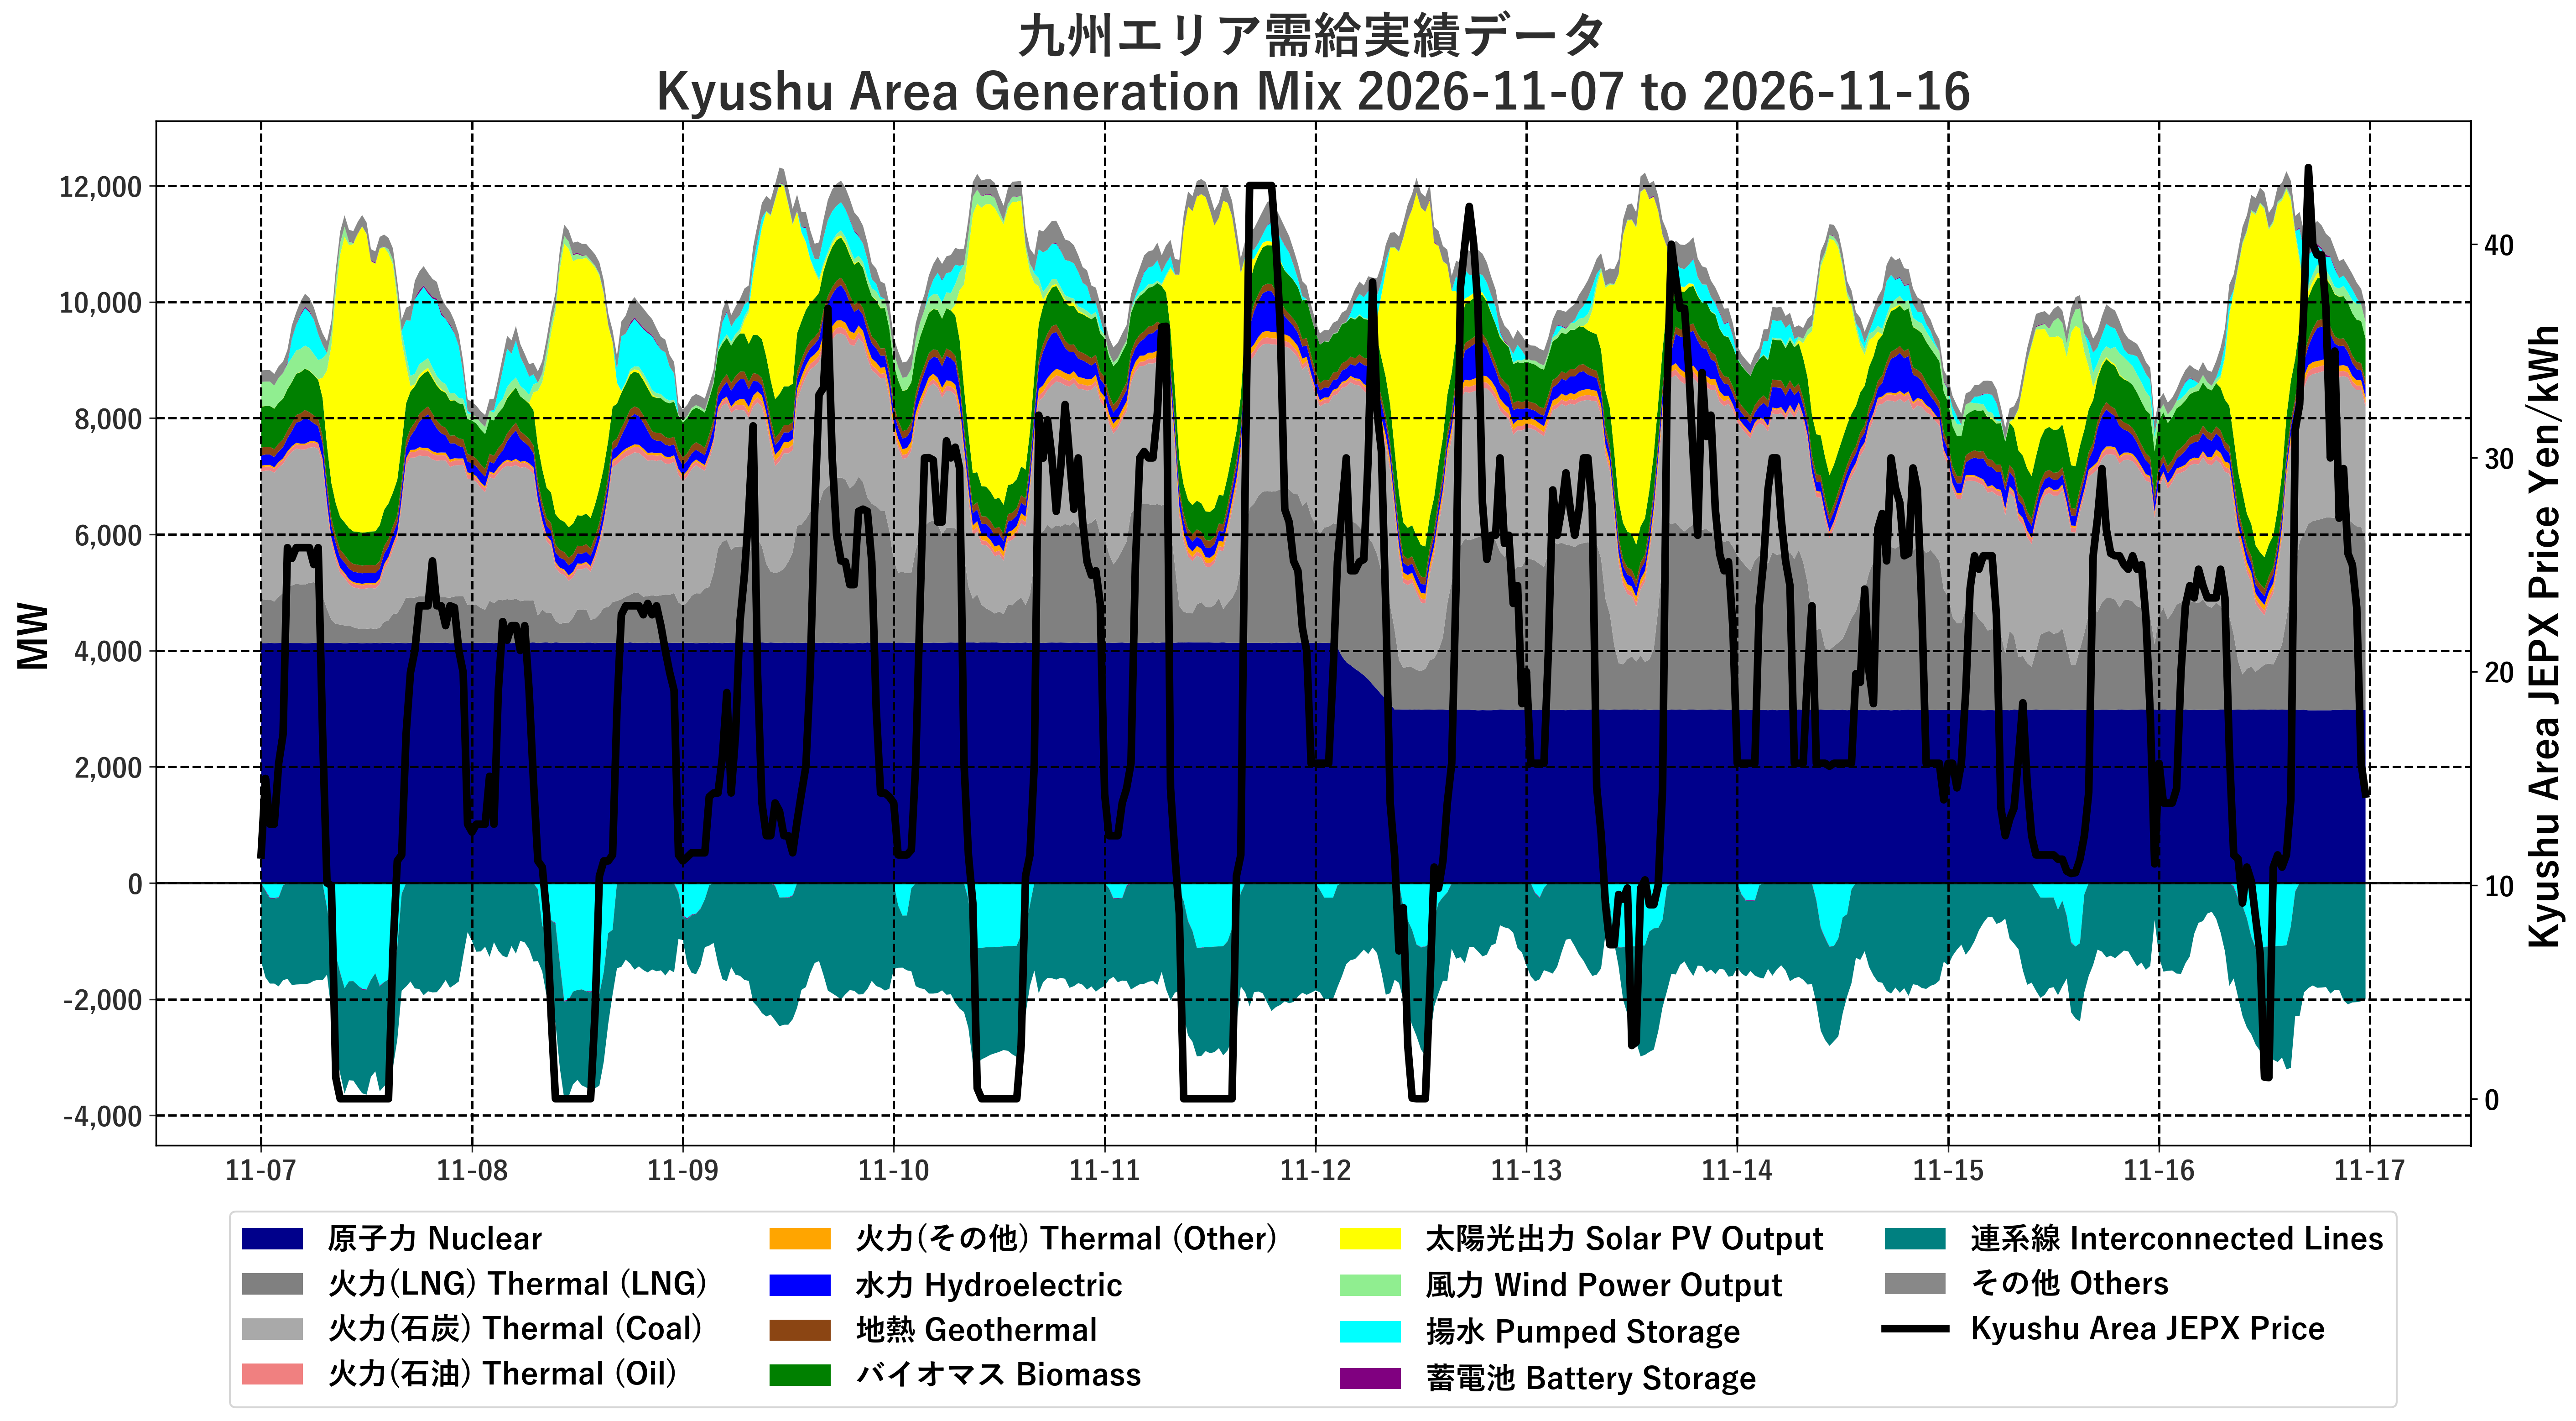 九州エリア需給実績データ
Kyushu Area Generation Mix 2026-11-07 to 2026-11-16
MW
12,000
10,000
8,000
6,000
4,000
2,000
0
-2,000
-4,000
40
30
20
10
0
Kyushu Area JEPX Price Yen/kWh
11-07 11-08 11-09 11-10 11-11 11-12 11-13 11-14 11-15 11-16 11-17
原子力 Nuclear
火力(LNG) Thermal (LNG)
火力(石炭) Thermal (Coal)
火力(石油) Thermal (Oil)
火力(その他) Thermal (Other)
水力 Hydroelectric
地熱 Geothermal
バイオマス Biomass
太陽光出力 Solar PV Output
風力 Wind Power Output
揚水 Pumped Storage
蓄電池 Battery Storage
連系線 Interconnected Lines
その他 Others
Kyushu Area JEPX Price